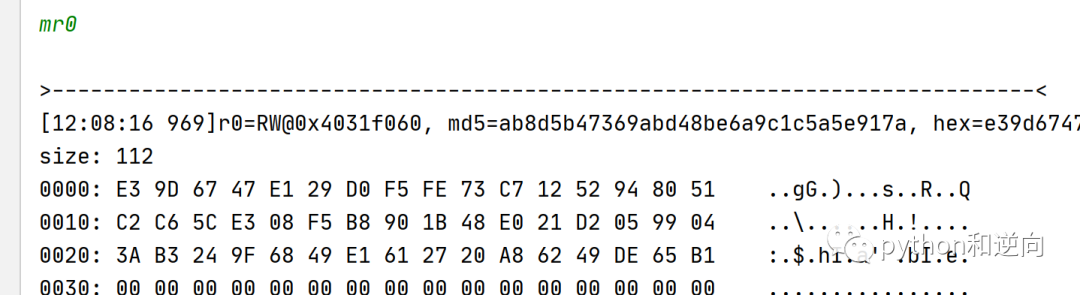 mr0
>-----------------------------------------------------------------------------<
[12:08:16 969]r0=RW@0x4031f060, md5=ab8d5b47369abd48be6a9c1c5a5e917a, hex=e39d6747
size: 112
0000: E3 9D 67 47 E1 29 D0 F5 FE 73 C7 12 52 94 80 51    ..gG.)...s..R..Q
0010: C2 C6 5C E3 08 F5 B8 90 1B 48 E0 21 D2 05 99 04    ..\......H.!....
0020: 3A B3 24 9F 68 49 E1 61 27 20 A8 62 49 DE 65 B1    :.$.hI.a' .bI.e.
python和逆向
0030: 00 00 00 00 00 00 00 00 00 00 00 00 00 00 00 00    ................